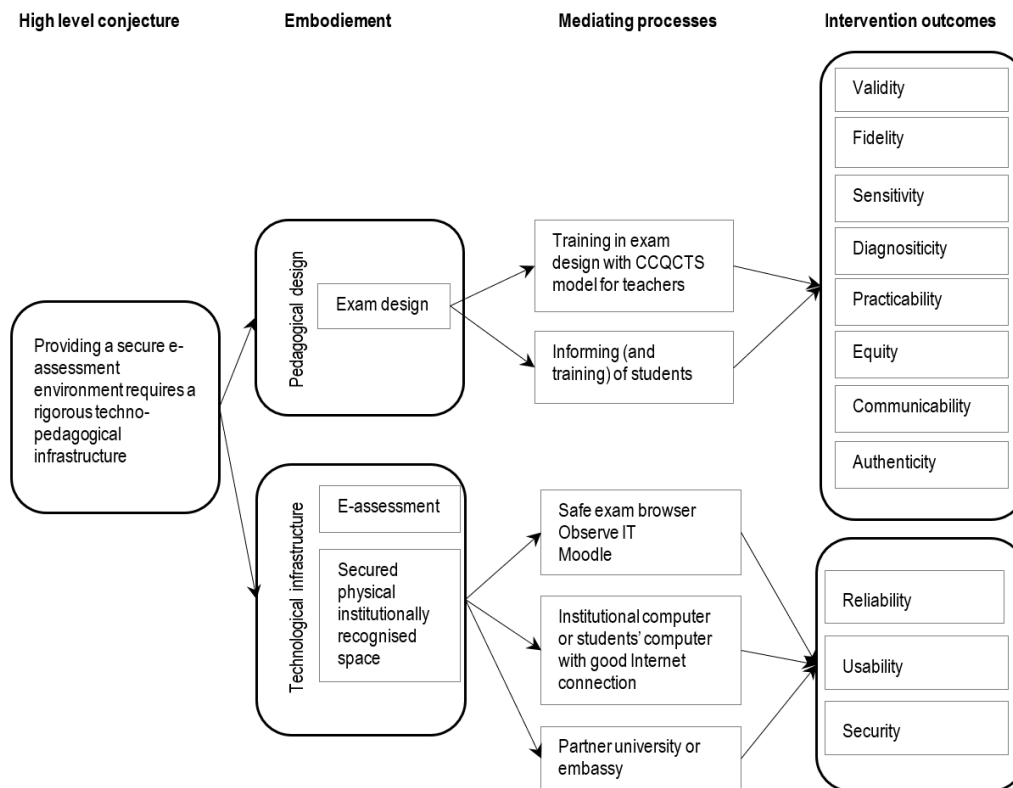 High level conjecture
Embodiement
Mediating processes
Intervention outcomes
Providing a secure e-
assessment
environment requires a
rigorous techno-
pedagogical
infrastructure
Pedagogical design
Exam design
Technological infrastructure
E-assessment
Secured
physical
institutionally
recognised
space
Training in exam
design with CCQCTS
model for teachers
Informing (and
training) of students
Safe exam browser
Observe IT
Moodle
Institutional computer
or students’ computer
with good Internet
connection
Partner university or
embassy
Validity
Fidelity
Sensitivity
Diagnositicity
Practicability
Equity
Communicability
Authenticity
Reliability
Usability
Security